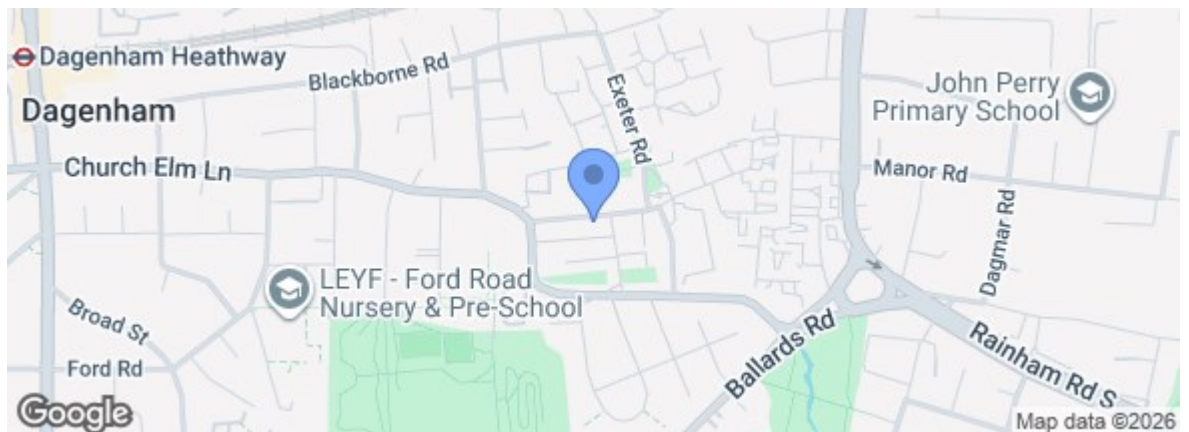 Dagenham Heathway
Blackborne Rd
Exeter Rd
John Perry
Primary School
Dagenham
Church Elm Ln
Manor Rd
Dagmar Rd
LEYF - Ford Road
Nursery & Pre-School
Broad St
Ford Rd
Ballards Rd
Rainham Rd S
Google
Map data ©2026